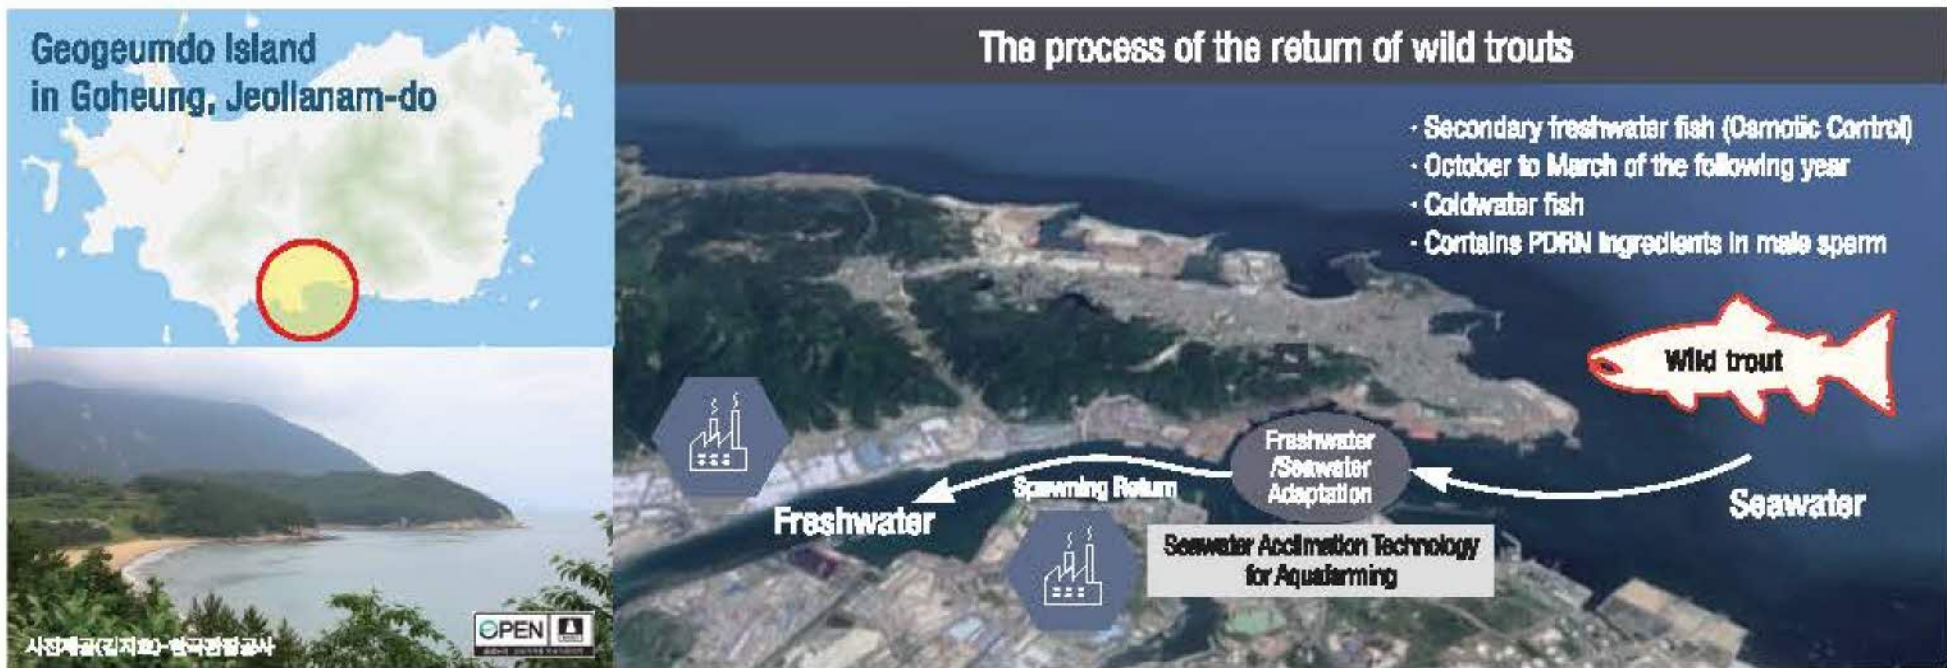 Geogeumdo Island
in Goheung, Jeollanam-do
사진제공(김지호)-한국관광공사
OPEN
The process of the return of wild trouts
· Secondary freshwater fish (Osmotic Control)
· October to March of the following year
· Coldwater fish
· Contains PDRN Ingredients in male sperm
Wild trout
Freshwater
/Seawater
Adaptation
Spawning Return
Freshwater
Seawater
Seawater Acclimation Technology
for Aquafarming